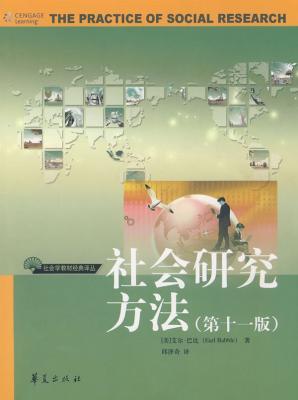 CENGAGE
Learning
THE PRACTICE OF SOCIAL RESEARCH
社会学教材经典译丛
社会研究
方法(第十一版)
[美]艾尔·巴比 (Earl Babbie) 著
邱泽奇 译
华夏出版社